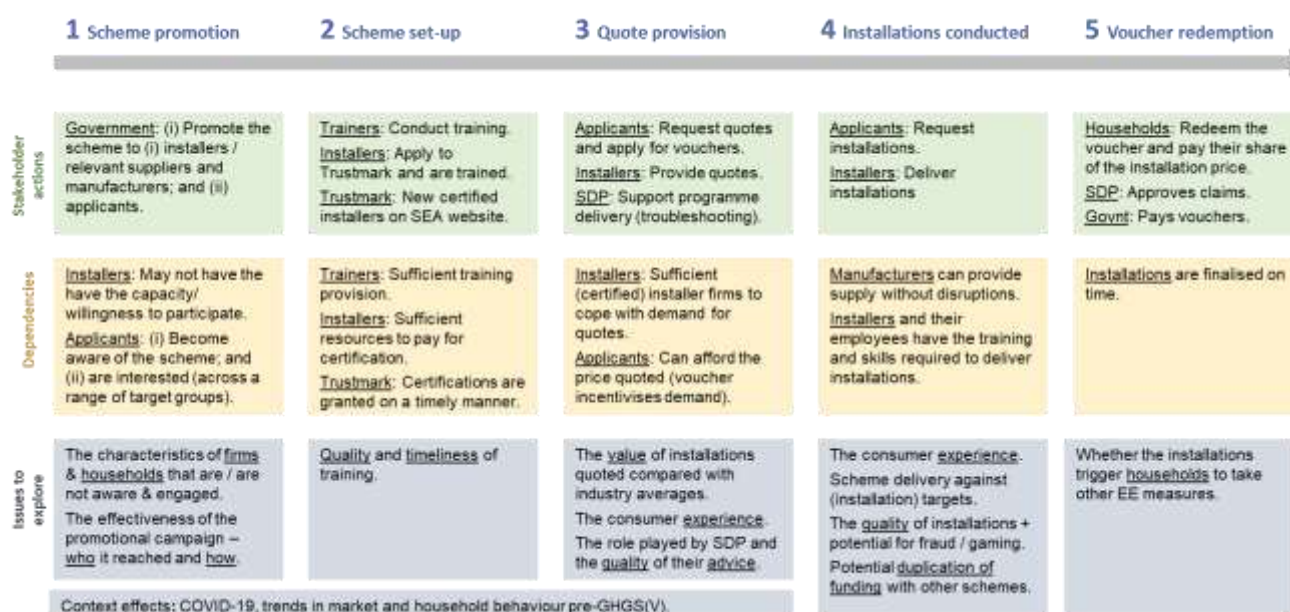 1 Scheme promotion
2 Scheme set-up
3 Quote provision
4 Installations conducted
5 Voucher redemption
Stakeholder
actions
Government: (i) Promote the
scheme to (i) installers /
relevant suppliers and
manufacturers; and (ii)
applicants.
Trainers: Conduct training.
Installers: Apply to
Trustmark and are trained.
Trustmark: New certified
installers on SEA website.
Applicants: Request quotes
and apply for vouchers.
Installers: Provide quotes.
SDP: Support programme
delivery (troubleshooting).
Applicants: Request
installations.
Installers: Deliver
installations
Households: Redeem the
voucher and pay their share
of the installation price.
SDP: Approves claims.
Govnt: Pays vouchers.
Dependencies
Installers: May not have the
have the capacity/
willingness to participate.
Applicants: (i) Become
aware of the scheme; and
(ii) are interested (across a
range of target groups).
Trainers: Sufficient training
provision.
Installers: Sufficient
resources to pay for
certification.
Trustmark: Certifications are
granted on a timely manner.
Installers: Sufficient
(certified) installer firms to
cope with demand for
quotes.
Applicants: Can afford the
price quoted (voucher
incentivises demand).
Manufacturers can provide
supply without disruptions.
Installers and their
employees have the training
and skills required to deliver
installations.
Installations are finalised on
time.
Issues to
explore
The characteristics of firms
& households that are / are
not aware & engaged.
The effectiveness of the
promotional campaign –
who it reached and how.
Quality and timeliness of
training.
The value of installations
quoted compared with
industry averages.
The consumer experience.
The role played by SDP and
the quality of their advice.
The consumer experience.
Scheme delivery against
(installation) targets.
The quality of installations +
potential for fraud / gaming.
Potential duplication of
funding with other schemes.
Whether the installations
trigger households to take
other EE measures.
Context effects: COVID-19, trends in market and household behaviour pre-GHGS(V).